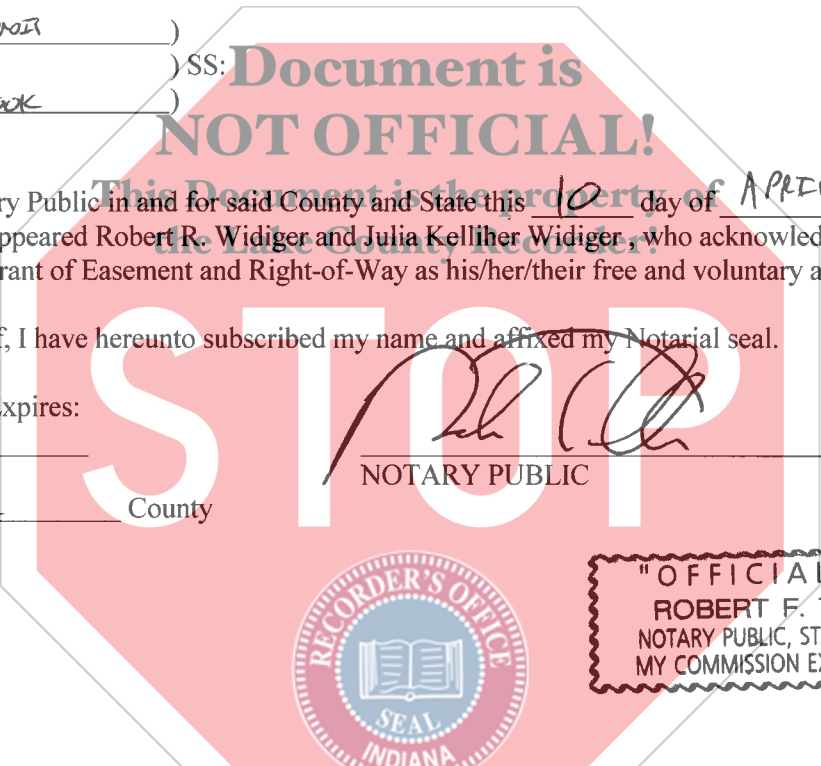 )
) SS:
)
Document is
NOT OFFICIAL!
This Document is the property of
the Lake County Recorder!
ry Public in and for said County and State this 10 day of APRI
ppeared Robert R. Widiger and Julia Kelliher Widiger , who acknowled
rant of Easement and Right-of-Way as his/her/their free and voluntary a
f, I have hereunto subscribed my name and affixed my Notarial seal.
xpires:
NOTARY PUBLIC
County
STOP
RECORDER'S OFFICE
SEAL
INDIANA
"OFFICIAL
ROBERT F.
NOTARY PUBLIC, ST
MY COMMISSION EX